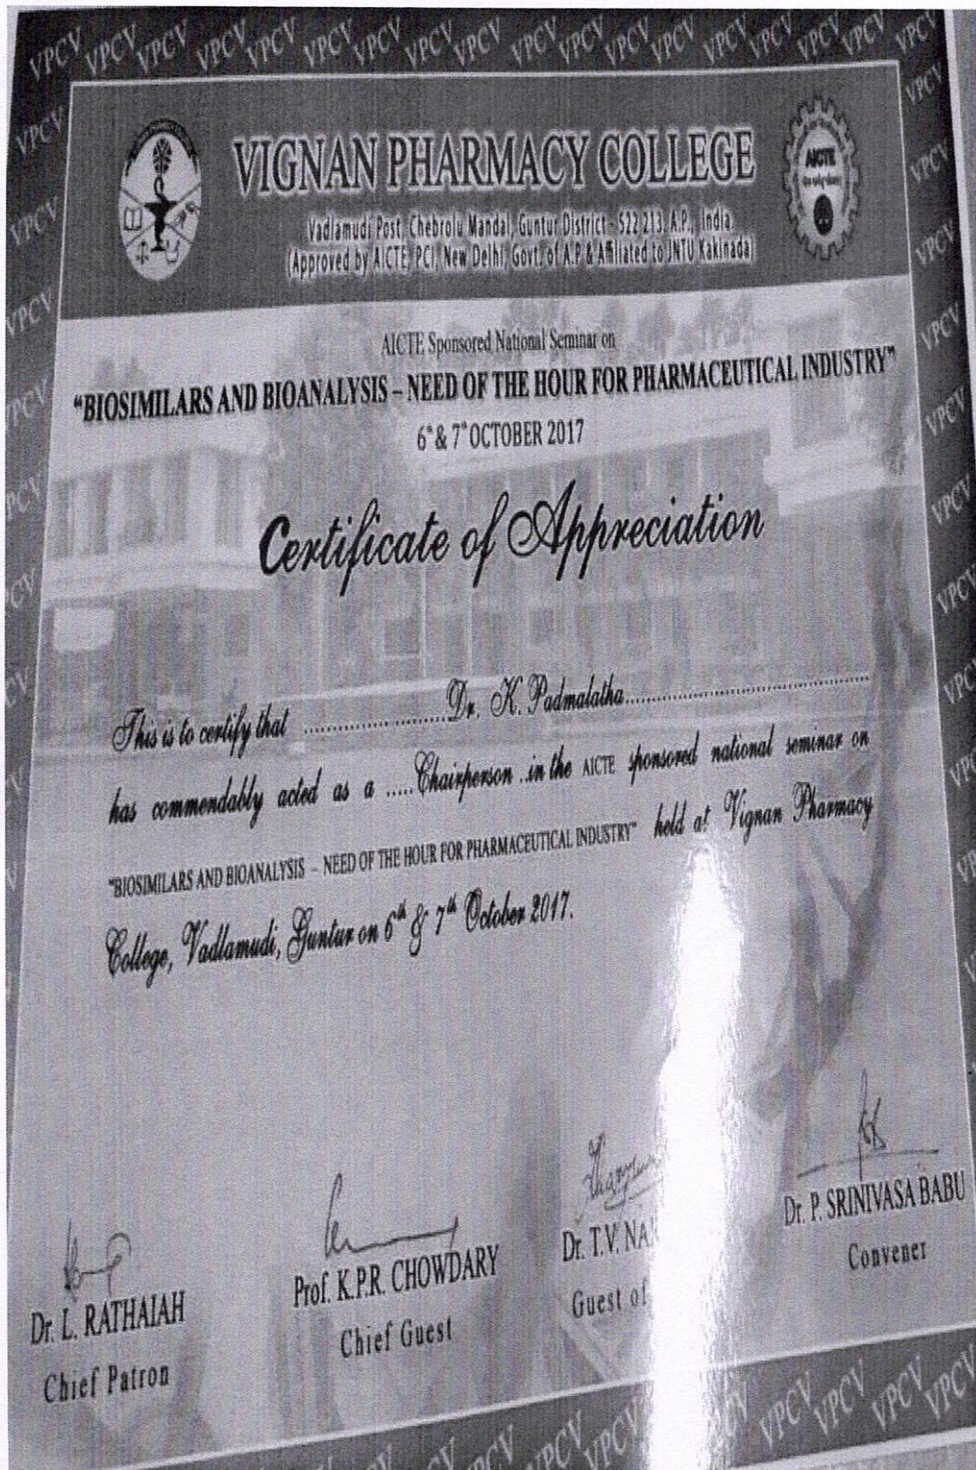 VIGNAN PHARMACY COLLEGE
Vadlamudi Post, Chebrolu Mandal, Guntur District - 522 213, A.P., India.
(Approved by AICTE, PCI, New Delhi, Govt. of A.P & Affiliated to JNTU Kakinada)
AICTE
AICTE Sponsored National Seminar on
"BIOSIMILARS AND BIOANALYSIS – NEED OF THE HOUR FOR PHARMACEUTICAL INDUSTRY"
6th & 7th OCTOBER 2017
Certificate of Appreciation
This is to certify that ........................Dr. K. Padmalatha..............................................
has commendably acted as a .....Chairperson ..in the AICTE sponsored national seminar on
"BIOSIMILARS AND BIOANALYSIS – NEED OF THE HOUR FOR PHARMACEUTICAL INDUSTRY" held at Vignan Pharmacy
College, Vadlamudi, Guntur on 6th & 7th October 2017.
Dr. L. RATHAIAH
Chief Patron
Prof. K.P.R. CHOWDARY
Chief Guest
Dr. T.V.
Guest of
Dr. P. SRINIVASA BABU
Convener